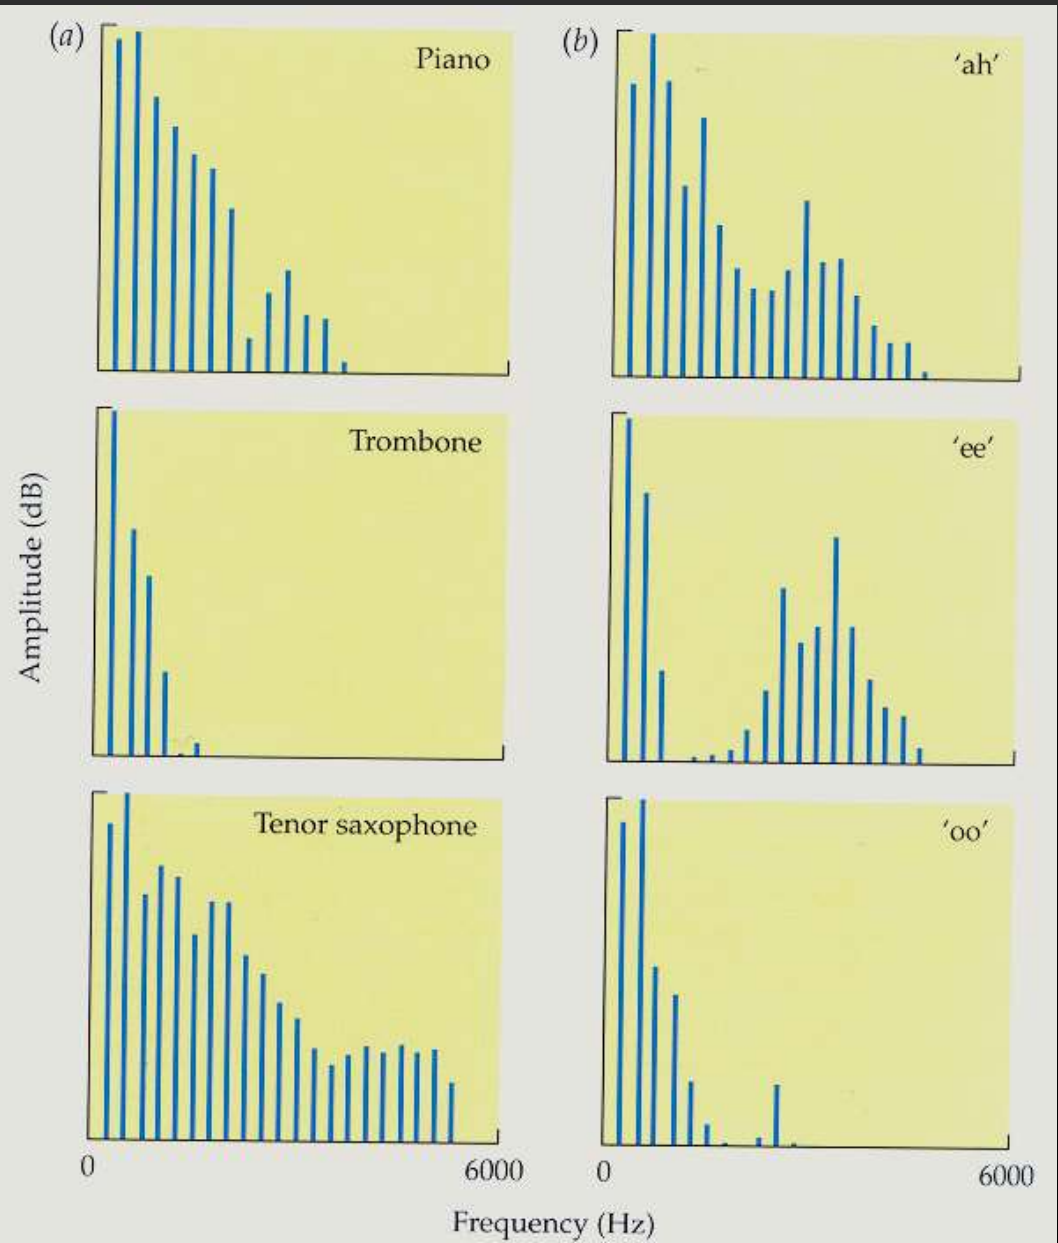 (a)
Piano
(b)
'ah'
Trombone
'ee'
Amplitude (dB)
Tenor saxophone
'oo'
0
6000
0
6000
Frequency (Hz)